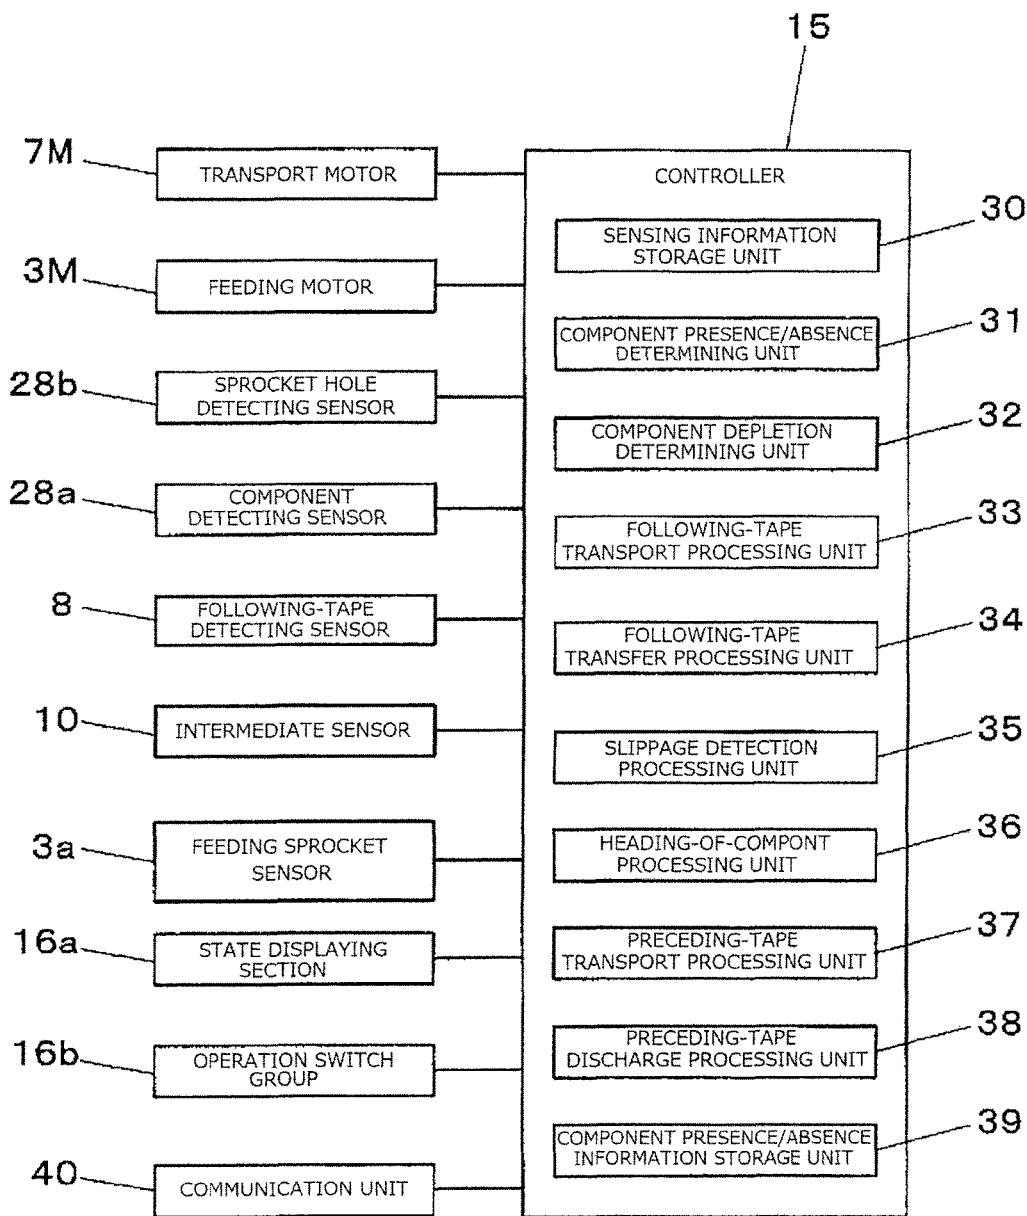 15
7M
TRANSPORT MOTOR
CONTROLLER
3M
FEEDING MOTOR
SENSING INFORMATION
STORAGE UNIT
30
28b
SPROCKET HOLE
DETECTING SENSOR
COMPONENT PRESENCE/ABSENCE
DETERMINING UNIT
31
28a
COMPONENT
DETECTING SENSOR
COMPONENT DEPLETION
DETERMINING UNIT
32
8
FOLLOWING-TAPE
DETECTING SENSOR
FOLLOWING-TAPE
TRANSPORT PROCESSING UNIT
33
10
INTERMEDIATE SENSOR
FOLLOWING-TAPE
TRANSFER PROCESSING UNIT
34
3a
FEEDING SPROCKET
SENSOR
SLIPPAGE DETECTION
PROCESSING UNIT
35
16a
STATE DISPLAYING
SECTION
HEADING-OF-COMPONT
PROCESSING UNIT
36
16b
OPERATION SWITCH
GROUP
PRECEDING-TAPE
TRANSPORT PROCESSING UNIT
37
40
COMMUNICATION UNIT
PRECEDING-TAPE
DISCHARGE PROCESSING UNIT
38
COMPONENT PRESENCE/ABSENCE
INFORMATION STORAGE UNIT
39